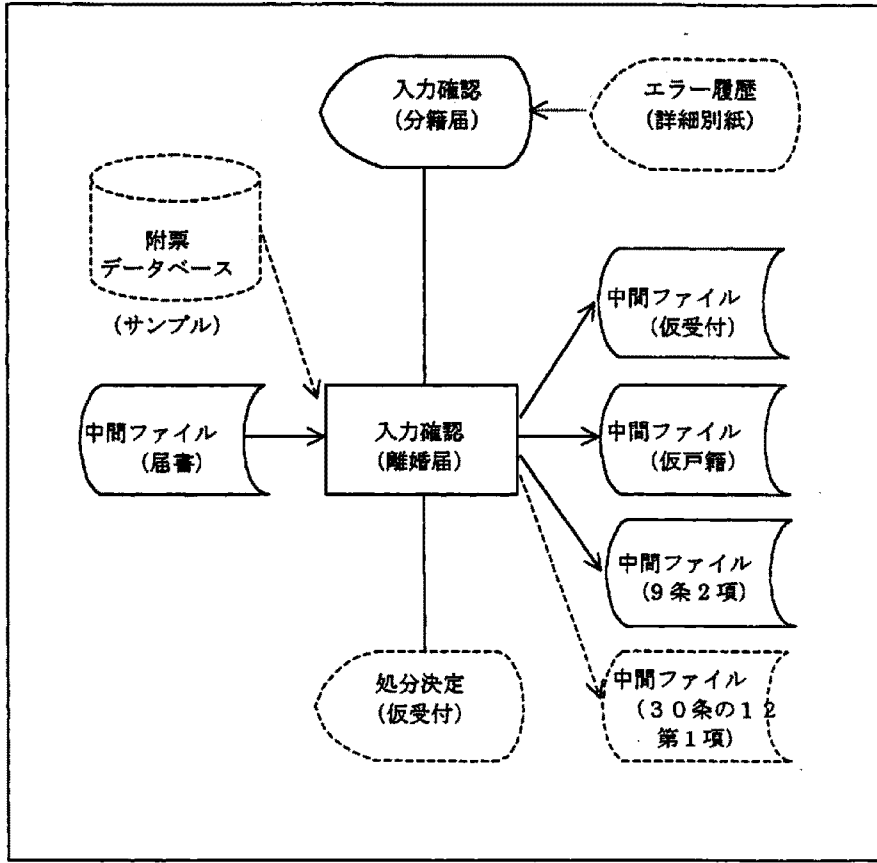 入力確認
(分籍届)
エラー履歴
(詳細別紙)
附票
データベース
(サンプル)
中間ファイル
(仮受付)
中間ファイル
(届書)
入力確認
(離婚届)
中間ファイル
(仮戸籍)
中間ファイル
(9条2項)
処分決定
(仮受付)
中間ファイル
(30条の12
第1項)